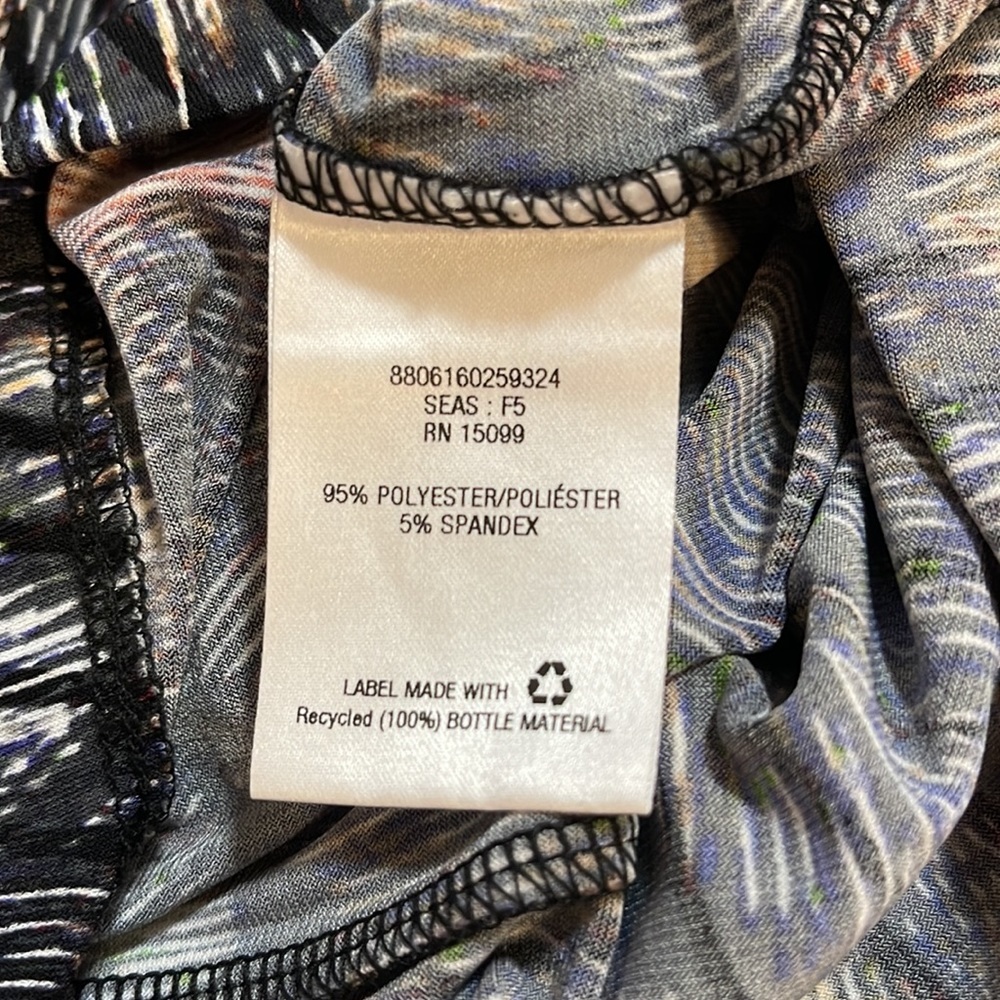 8806160259324
SEAS : F5
RN 15099
95% POLYESTER/POLIÉSTER
5% SPANDEX
LABEL MADE WITH
Recycled (100%) BOTTLE MATERIAL